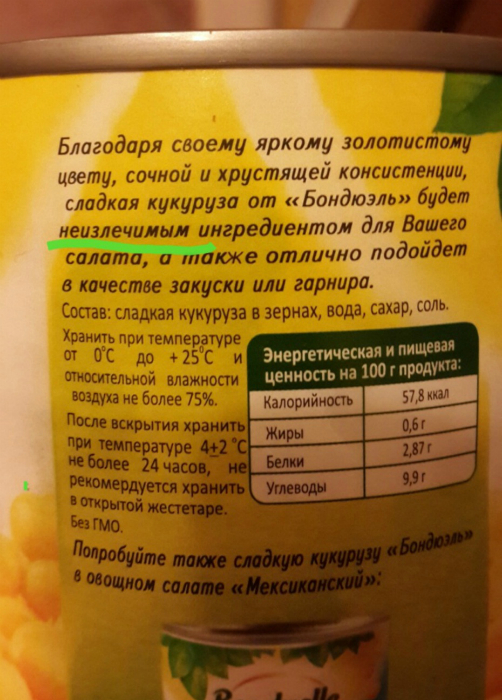 Благодаря своему яркому золотистому
цвету, сочной и хрустящей консистенции,
сладкая кукуруза от «Бондюэль» будет
неизлечимым ингредиентом для Вашего
салата, а также отлично подойдет
в качестве закуски или гарнира.
Состав: сладкая кукуруза в зернах, вода, сахар, соль.
Хранить при температуре
от 0°С до +25°С и
относительной влажности
воздуха не более 75%.
После вскрытия хранить
при температуре 4±2 °С
не более 24 часов, не
рекомердуется хранить
в открытой жестетаре.
Без ГМО.
Энергетическая и пищевая
ценность на 100 г продукта:
Калорийность 57,8 ккал
Жиры 0,6 г
Белки 2,87 г
Углеводы 9,9 г
Попробуйте также сладкую кукурузу «Бондюэль»
в овощном салате «Мексиканский»: